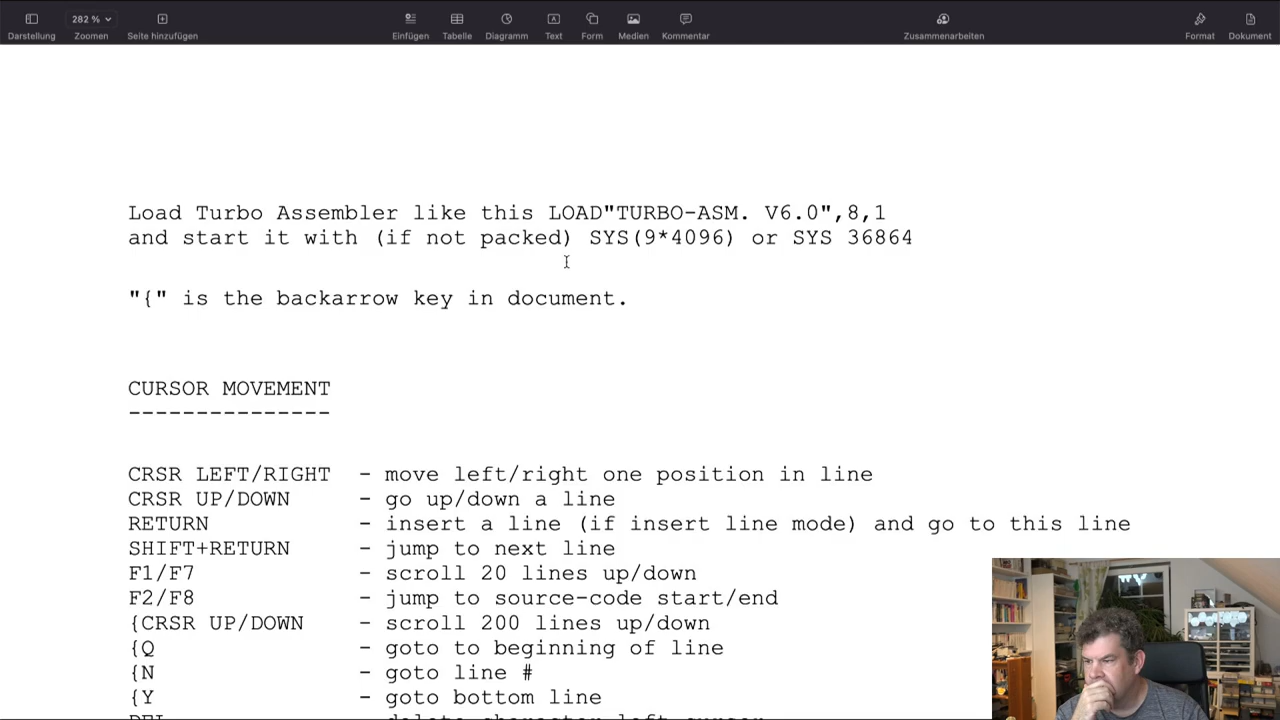 282 %
Darstellung Zoomen Seite hinzufügen Einfügen Tabelle Diagramm Text Form Medien Kommentar Zusammenarbeiten Format Dokument
Load Turbo Assembler like this LOAD"TURBO-ASM. V6.0",8,1
and start it with (if not packed) SYS(9*4096) or SYS 36864
"{" is the backarrow key in document.
CURSOR MOVEMENT
---------------
CRSR LEFT/RIGHT - move left/right one position in line
CRSR UP/DOWN - go up/down a line
RETURN - insert a line (if insert line mode) and go to this line
SHIFT+RETURN - jump to next line
F1/F7 - scroll 20 lines up/down
F2/F8 - jump to source-code start/end
{CRSR UP/DOWN - scroll 200 lines up/down
{Q - goto to beginning of line
{N - goto line #
{Y - goto bottom line
DEL - delete character left cursor